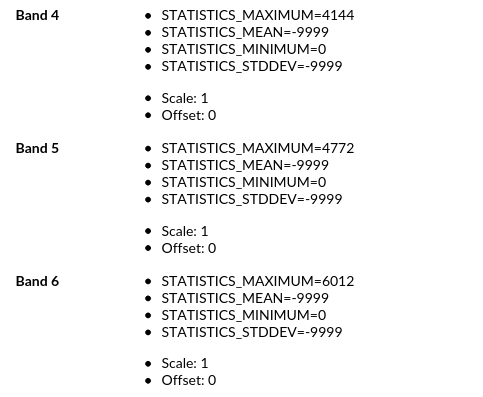 Band 4
• STATISTICS_MAXIMUM=4144
• STATISTICS_MEAN=-9999
• STATISTICS_MINIMUM=0
• STATISTICS_STDDEV=-9999
• Scale: 1
• Offset: 0
Band 5
• STATISTICS_MAXIMUM=4772
• STATISTICS_MEAN=-9999
• STATISTICS_MINIMUM=0
• STATISTICS_STDDEV=-9999
• Scale: 1
• Offset: 0
Band 6
• STATISTICS_MAXIMUM=6012
• STATISTICS_MEAN=-9999
• STATISTICS_MINIMUM=0
• STATISTICS_STDDEV=-9999
• Scale: 1
• Offset: 0